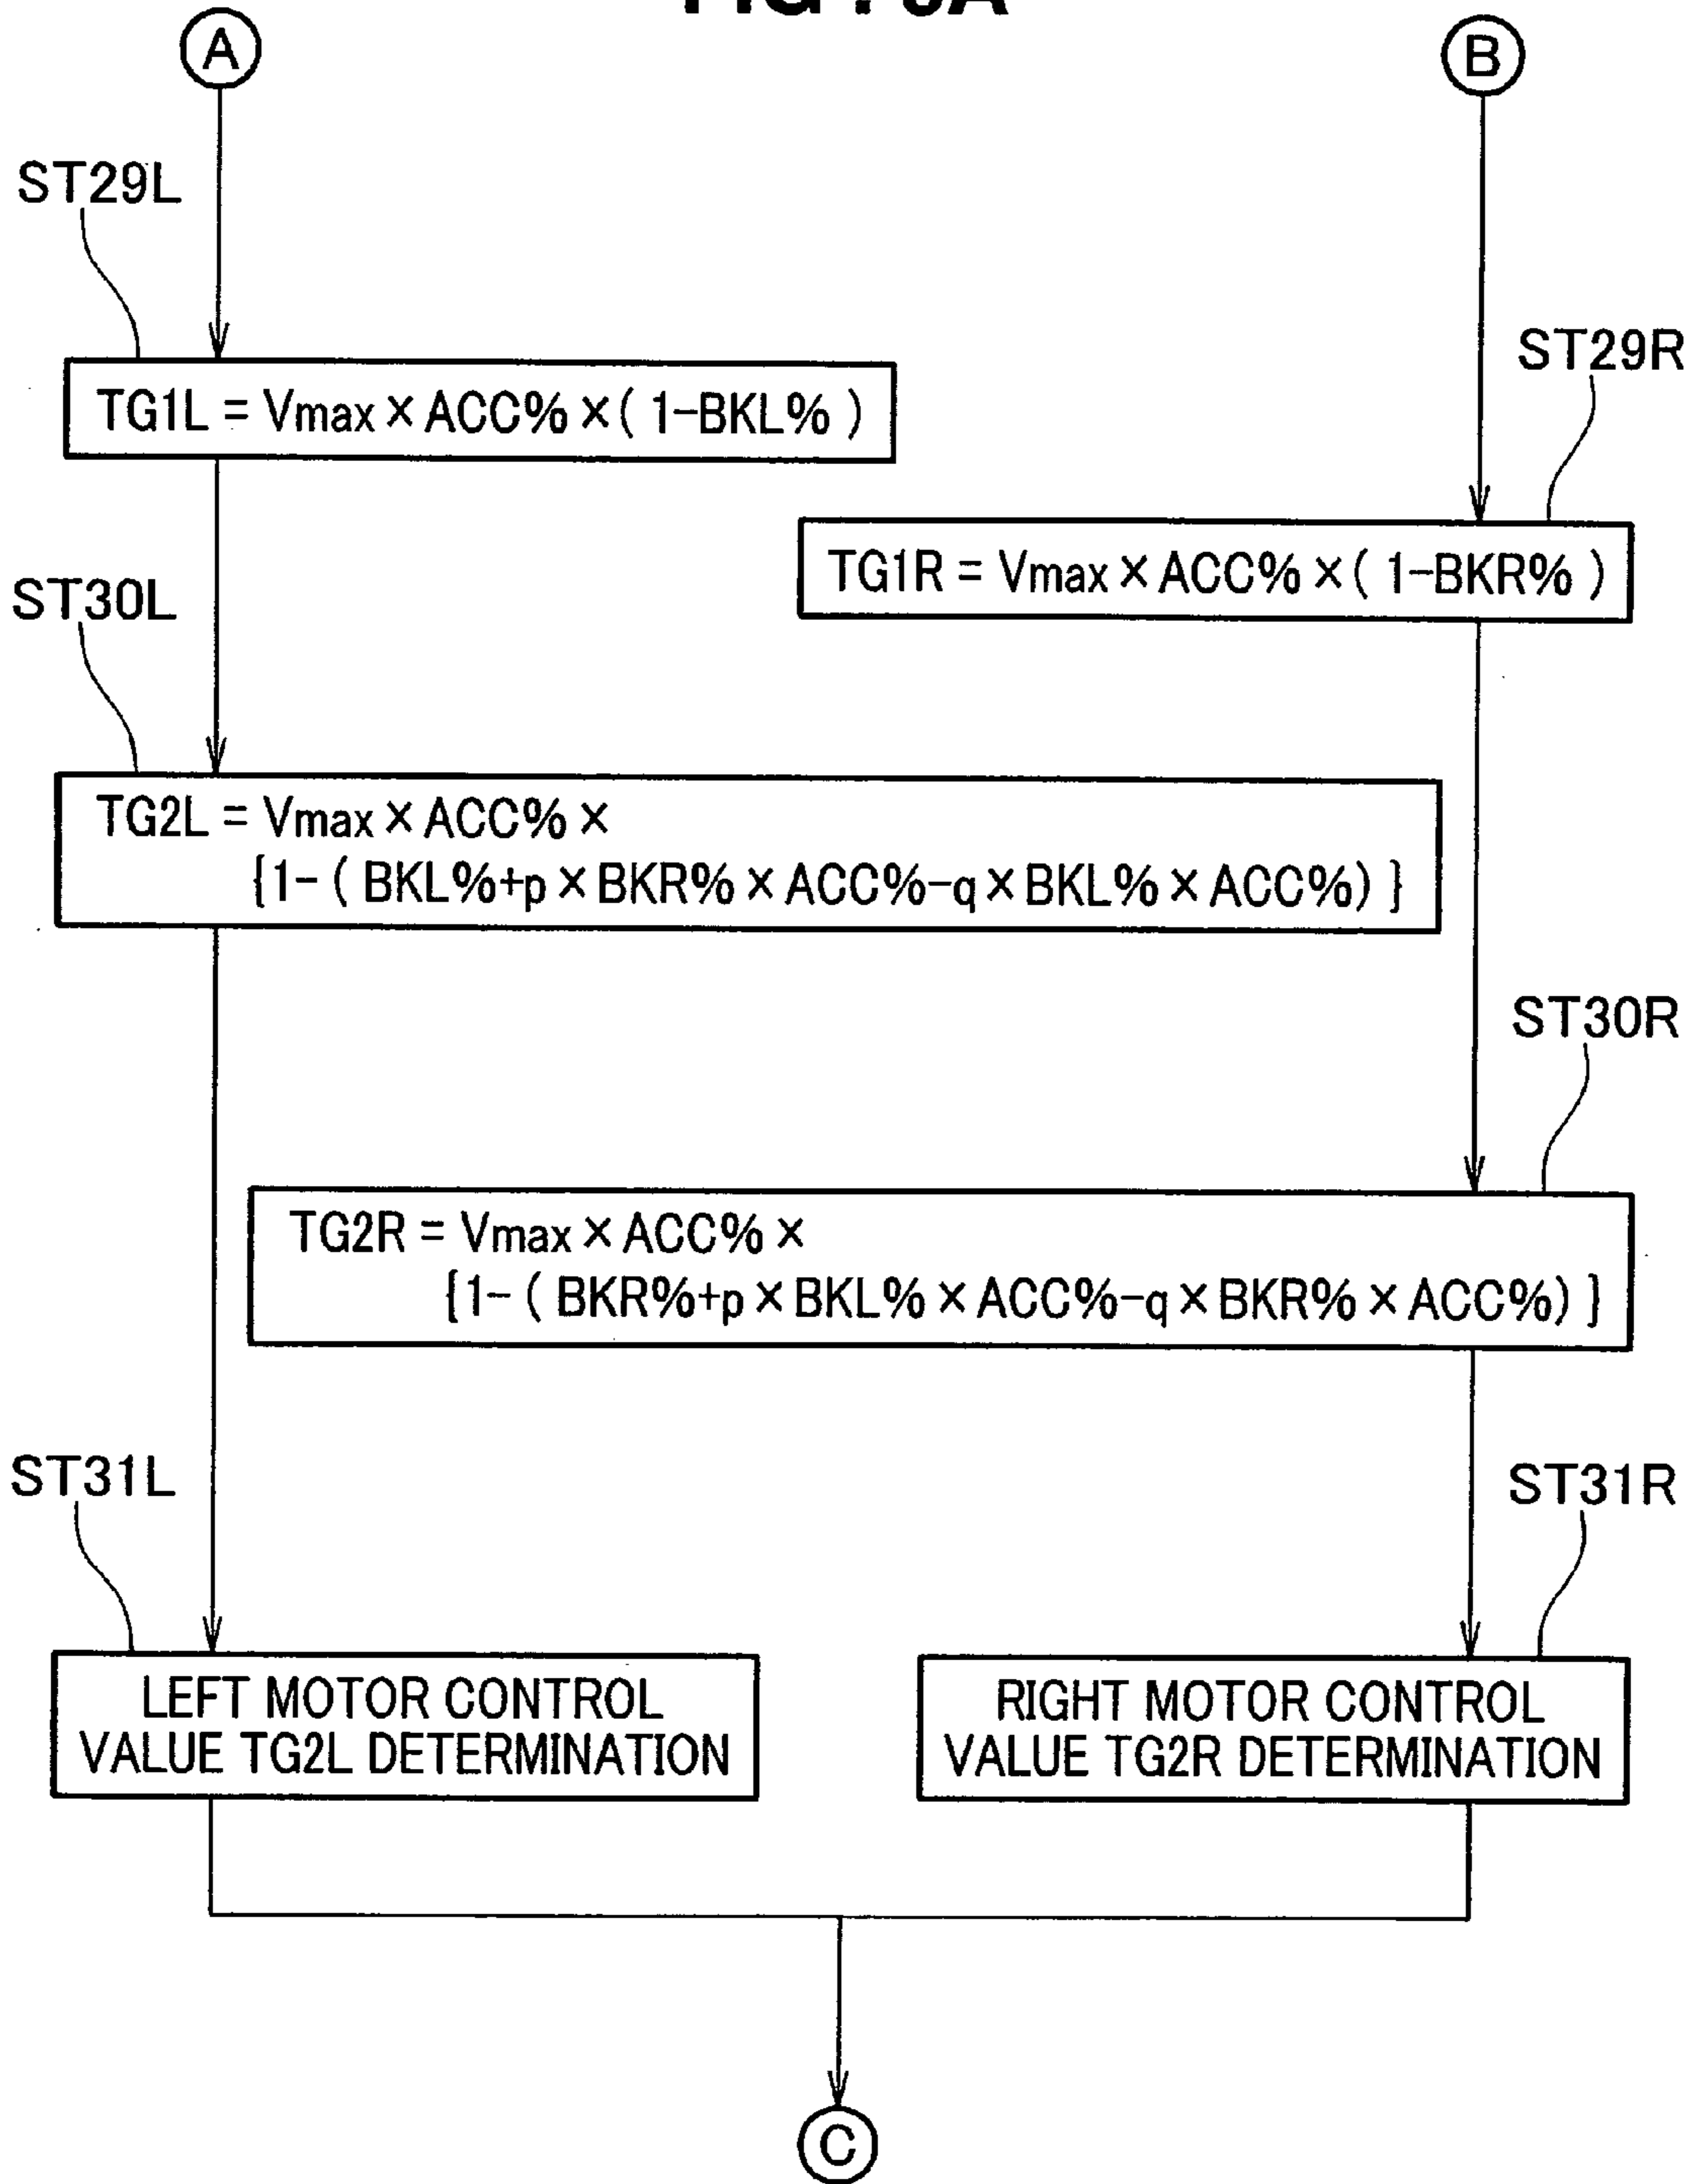 A
B
ST29L
TG1L = Vmax × ACC% × ( 1-BKL% )
ST29R
TG1R = Vmax × ACC% × ( 1-BKR% )
ST30L
TG2L = Vmax × ACC% ×
{1- ( BKL%+p × BKR% × ACC%-q × BKL% × ACC%) }
ST30R
TG2R = Vmax × ACC% ×
{1- ( BKR%+p × BKL% × ACC%-q × BKR% × ACC%) }
ST31L
LEFT MOTOR CONTROL
VALUE TG2L DETERMINATION
ST31R
RIGHT MOTOR CONTROL
VALUE TG2R DETERMINATION
C